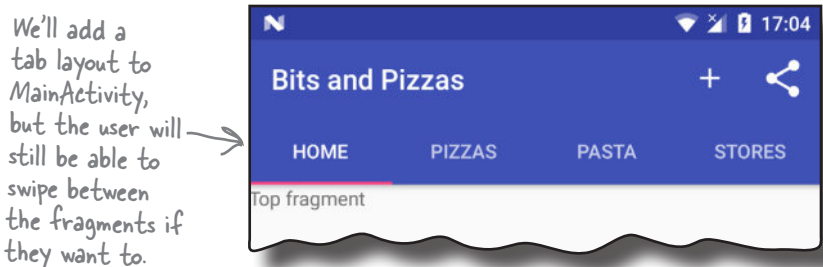 We'll add a
tab layout to
MainActivity,
but the user will
still be able to
swipe between
the fragments if
they want to.
17:04
Bits and Pizzas
+
HOME PIZZAS PASTA STORES
Top fragment